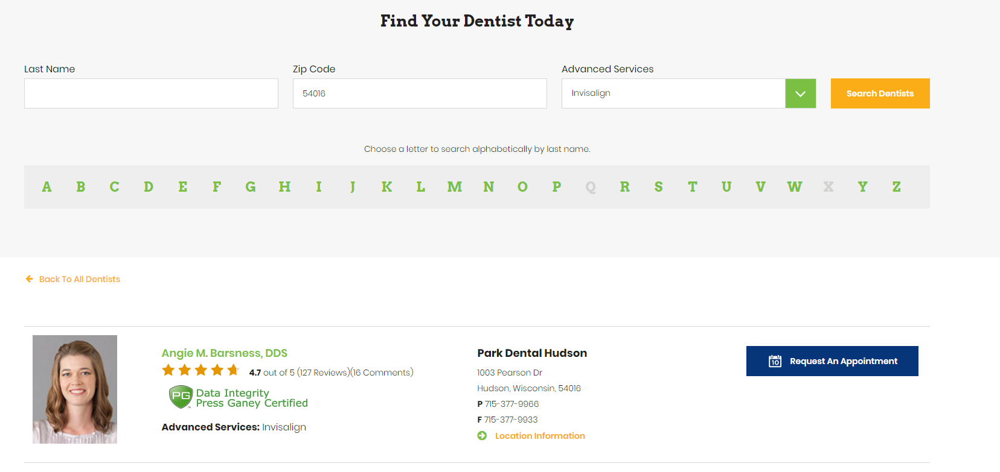 Find Your Dentist Today
Last Name
Zip Code
Advanced Services
54016
Invisalign
Search Dentists
Choose a letter to search alphabetically by last name.
A B C D E F G H I J K L M N O P Q R S T U V W X Y Z
Back To All Dentists
Angie M. Barsness, DDS
4.7 out of 5 (127 Reviews)(16 Comments)
PG™ Data Integrity
Press Ganey Certified
Advanced Services: Invisalign
Park Dental Hudson
1003 Pearson Dr
Hudson, Wisconsin, 54016
P 715-377-9966
F 715-377-9933
Location Information
10 Request An Appointment